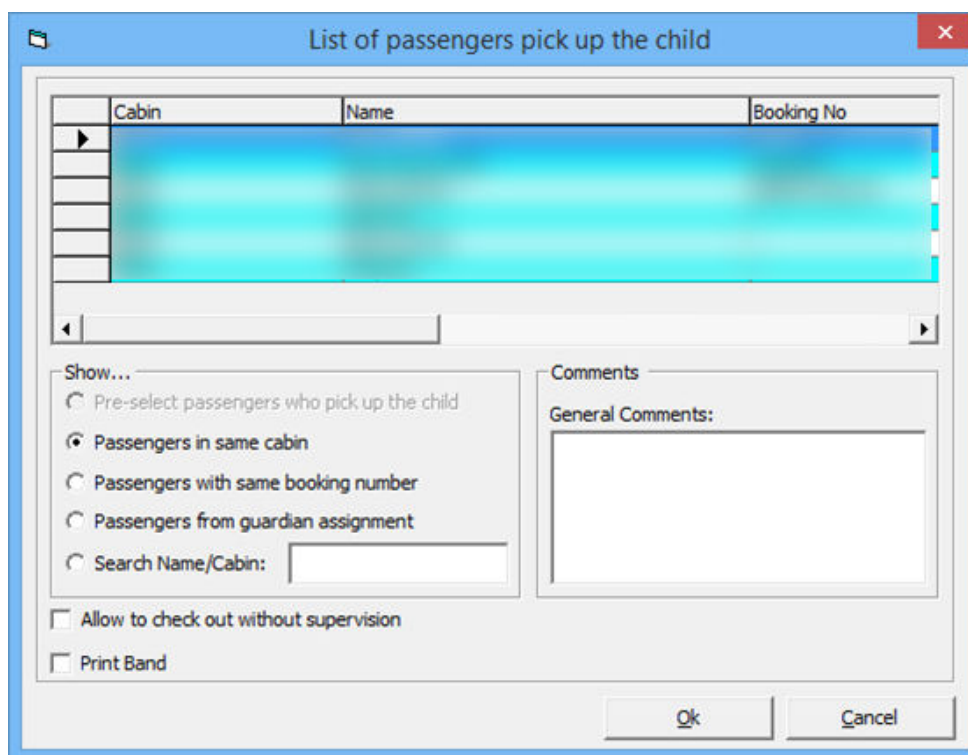 List of passengers pick up the child
Cabin Name Booking No
Show...
Pre-select passengers who pick up the child
Passengers in same cabin
Passengers with same booking number
Passengers from guardian assignment
Search Name/Cabin:
Comments
General Comments:
Allow to check out without supervision
Print Band
Ok Cancel